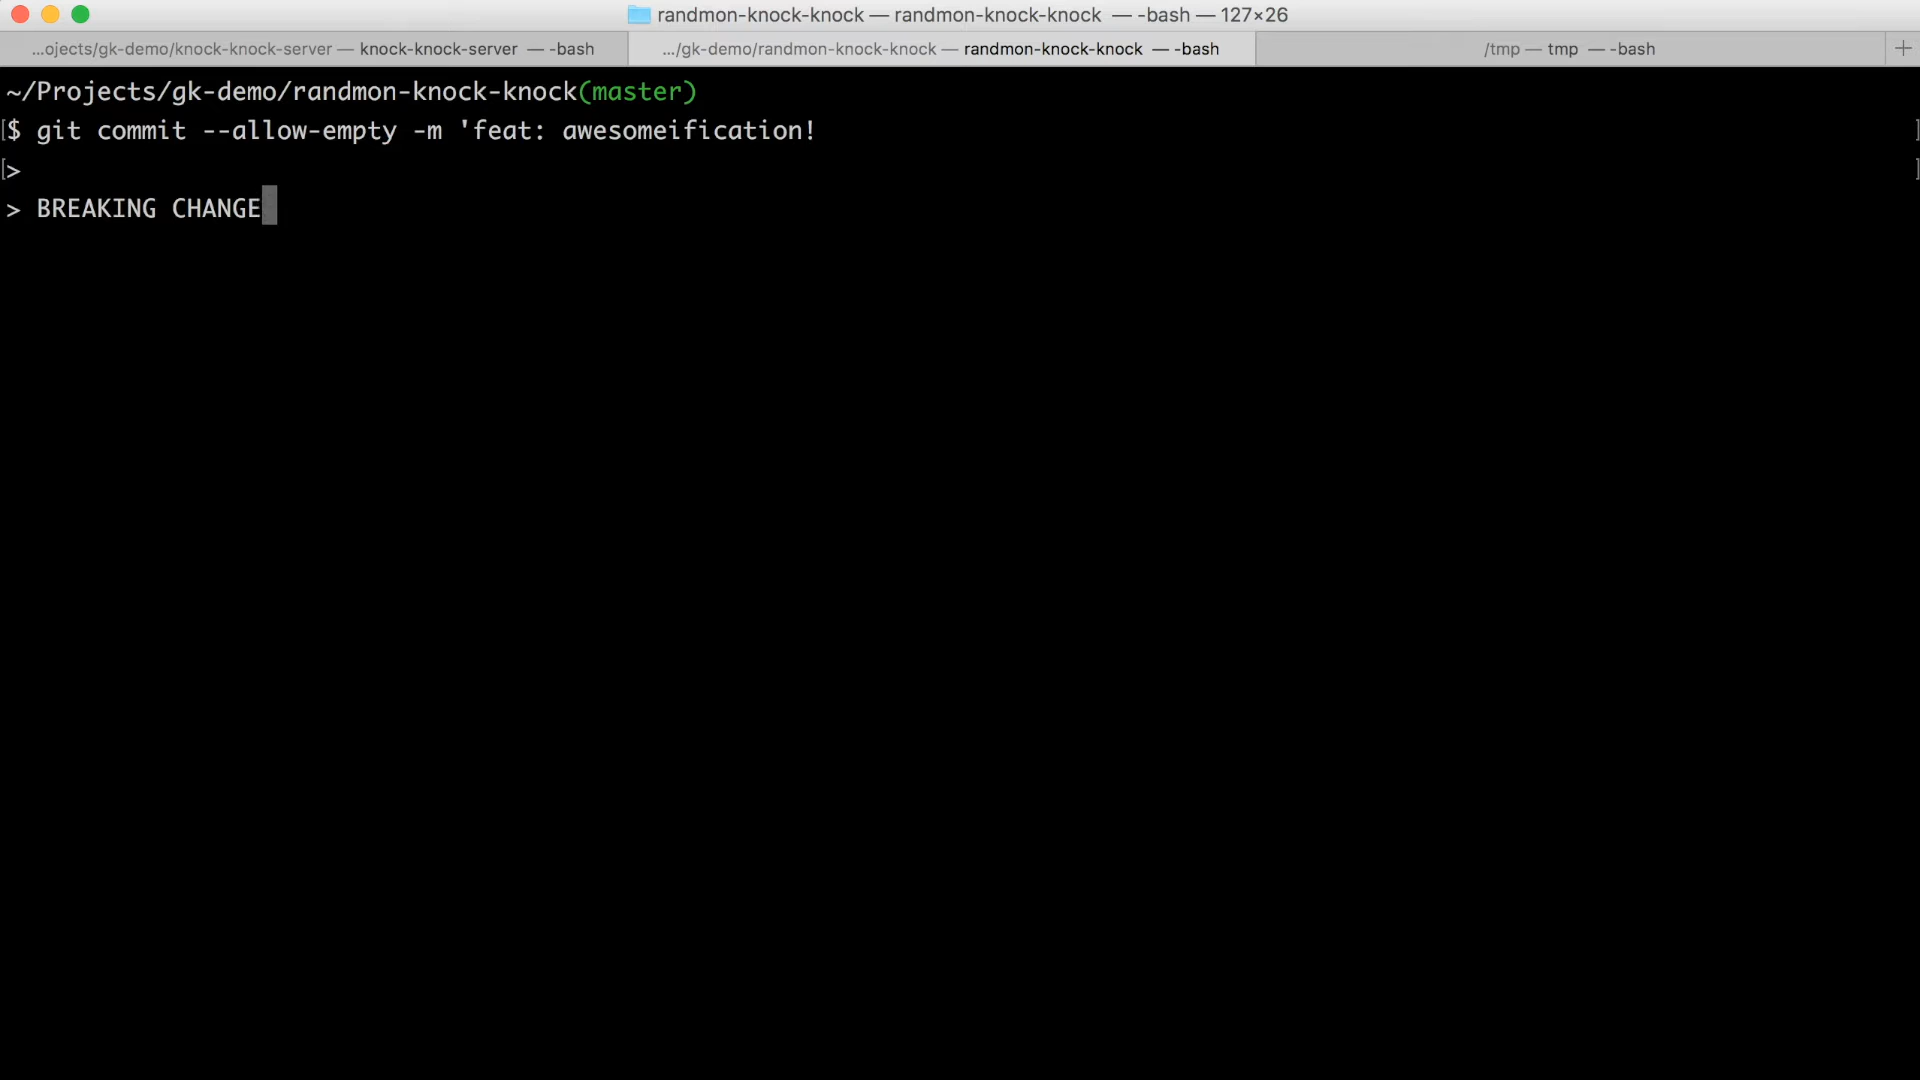 randmon-knock-knock — randmon-knock-knock — -bash — 127×26
...ojects/gk-demo/knock-knock-server — knock-knock-server — -bash
.../gk-demo/randmon-knock-knock — randmon-knock-knock — -bash
/tmp — tmp — -bash
+
~/Projects/gk-demo/randmon-knock-knock(master)
[$ git commit --allow-empty -m 'feat: awesomeification! ]
[> ]
> BREAKING CHANGE